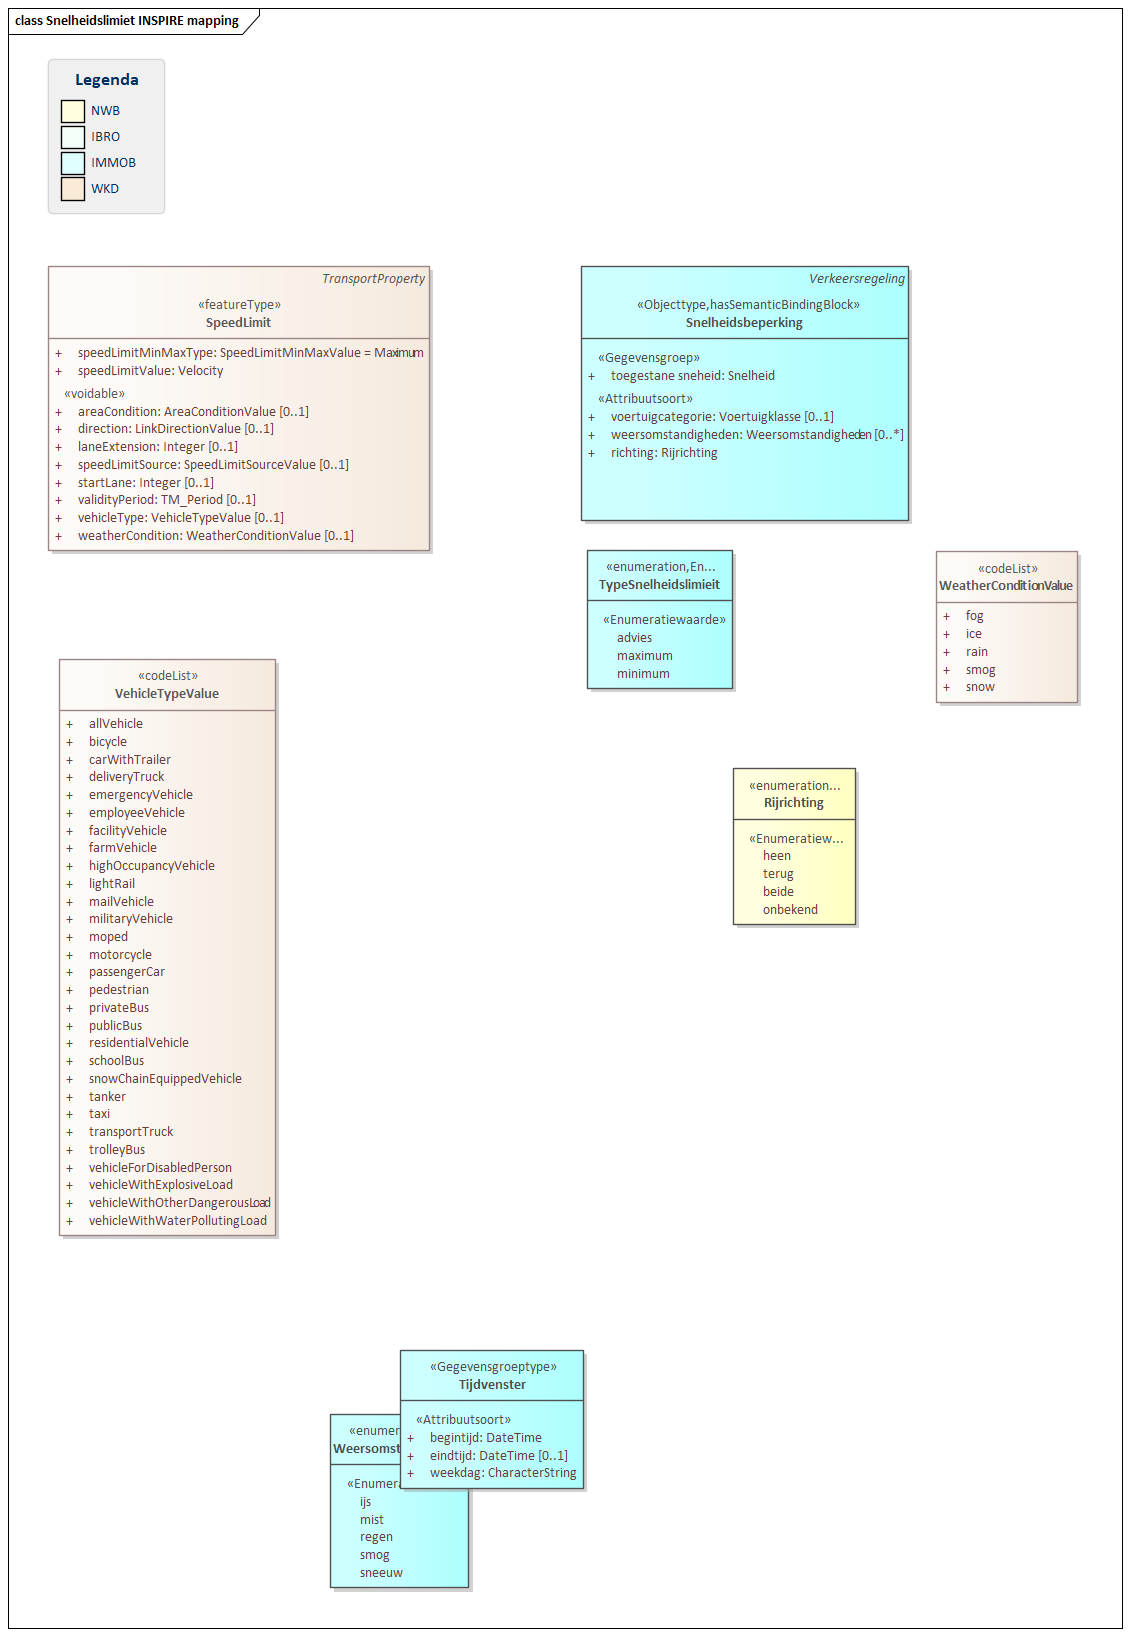 class Snelheidslimiet INSPIRE mapping
Legenda
NWB
IBRO
IMMOB
WKD
TransportProperty
«featureType»
SpeedLimit
+ speedLimitMinMaxType: SpeedLimitMinMaxValue = Maximum
+ speedLimitValue: Velocity
«voidable»
+ areaCondition: AreaConditionValue [0..1]
+ direction: LinkDirectionValue [0..1]
+ laneExtension: Integer [0..1]
+ speedLimitSource: SpeedLimitSourceValue [0..1]
+ startLane: Integer [0..1]
+ validityPeriod: TM_Period [0..1]
+ vehicleType: VehicleTypeValue [0..1]
+ weatherCondition: WeatherConditionValue [0..1]
Verkeersregeling
«Objecttype,hasSemanticBindingBlock»
Snelheidsbeperking
«Gegevensgroep»
+ toegestane sneheid: Snelheid
«Attribuutsoort»
+ voertuigcategorie: Voertuigklasse [0..1]
+ weersomstandigheden: Weersomstandigheden [0..*]
+ richting: Rijrichting
«enumeration,En...
TypeSnelheidslimieit
«Enumeratiewaarde»
advies
maximum
minimum
«codeList»
WeatherConditionValue
+ fog
+ ice
+ rain
+ smog
+ snow
«codeList»
VehicleTypeValue
+ allVehicle
+ bicycle
+ carWithTrailer
+ deliveryTruck
+ emergencyVehicle
+ employeeVehicle
+ facilityVehicle
+ farmVehicle
+ highOccupancyVehicle
+ lightRail
+ mailVehicle
+ militaryVehicle
+ moped
+ motorcycle
+ passengerCar
+ pedestrian
+ privateBus
+ publicBus
+ residentialVehicle
+ schoolBus
+ snowChainEquippedVehicle
+ tanker
+ taxi
+ transportTruck
+ trolleyBus
+ vehicleForDisabledPerson
+ vehicleWithExplosiveLoad
+ vehicleWithOtherDangerousLoad
+ vehicleWithWaterPollutingLoad
«enumeration...
Rijrichting
«Enumeratiew...
heen
terug
beide
onbekend
«Gegevensgroeptype»
Tijdvenster
«Attribuutsoort»
+ begintijd: DateTime
+ eindtijd: DateTime [0..1]
+ weekdag: CharacterString
«enumer
Weersomst
«Enumera
ijs
mist
regen
smog
sneeuw